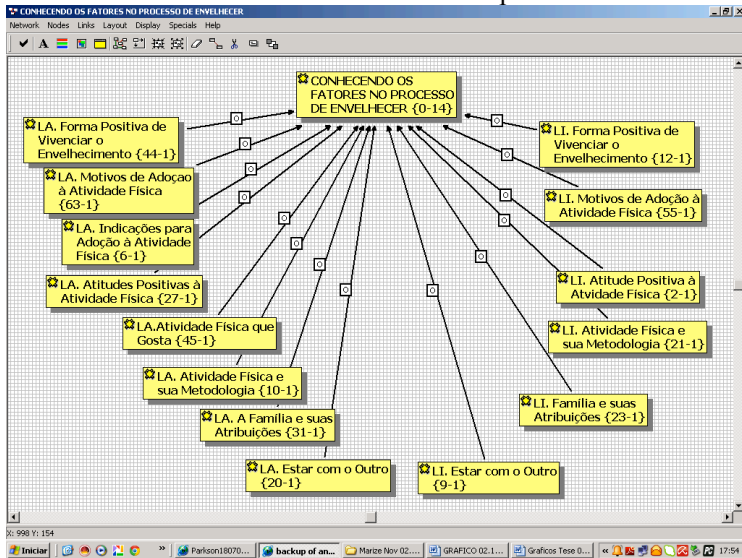 CONHECENDO OS FATORES NO PROCESSO DE ENVELHECER
Network Nodes Links Layout Display Specials Help
CONHECENDO OS
FATORES NO PROCESSO
DE ENVELHECER {0-14}
LA. Forma Positiva de
Vivenciar o
Envelhecimento {44-1}
LI. Forma Positiva de
Vivenciar o
Envelhecimento {12-1}
LA. Motivos de Adoçao
à Atividade Física
{63-1}
LI. Motivos de Adoção à
Atividade Física {55-1}
LA. Indicações para
Adoção à Atividade
Física {6-1}
LA. Atitudes Positivas à
Atividade Física {27-1}
LI. Atitude Positiva à
Atvidade Física {2-1}
LA.Atividade Física que
Gosta {45-1}
LI. Atividade Física e
sua Metodologia {21-1}
LA. Atividade Física e
sua Metodologia {10-1}
LI. Família e suas
Atribuições {23-1}
LA. A Família e suas
Atribuições {31-1}
LA. Estar com o Outro
{20-1}
LI. Estar com o Outro
{9-1}
X: 998 Y: 154
Iniciar
Parkson18070...
backup of an...
Marize Nov 02....
GRAFICO 02.1...
Graficos Tese 0...
17:54